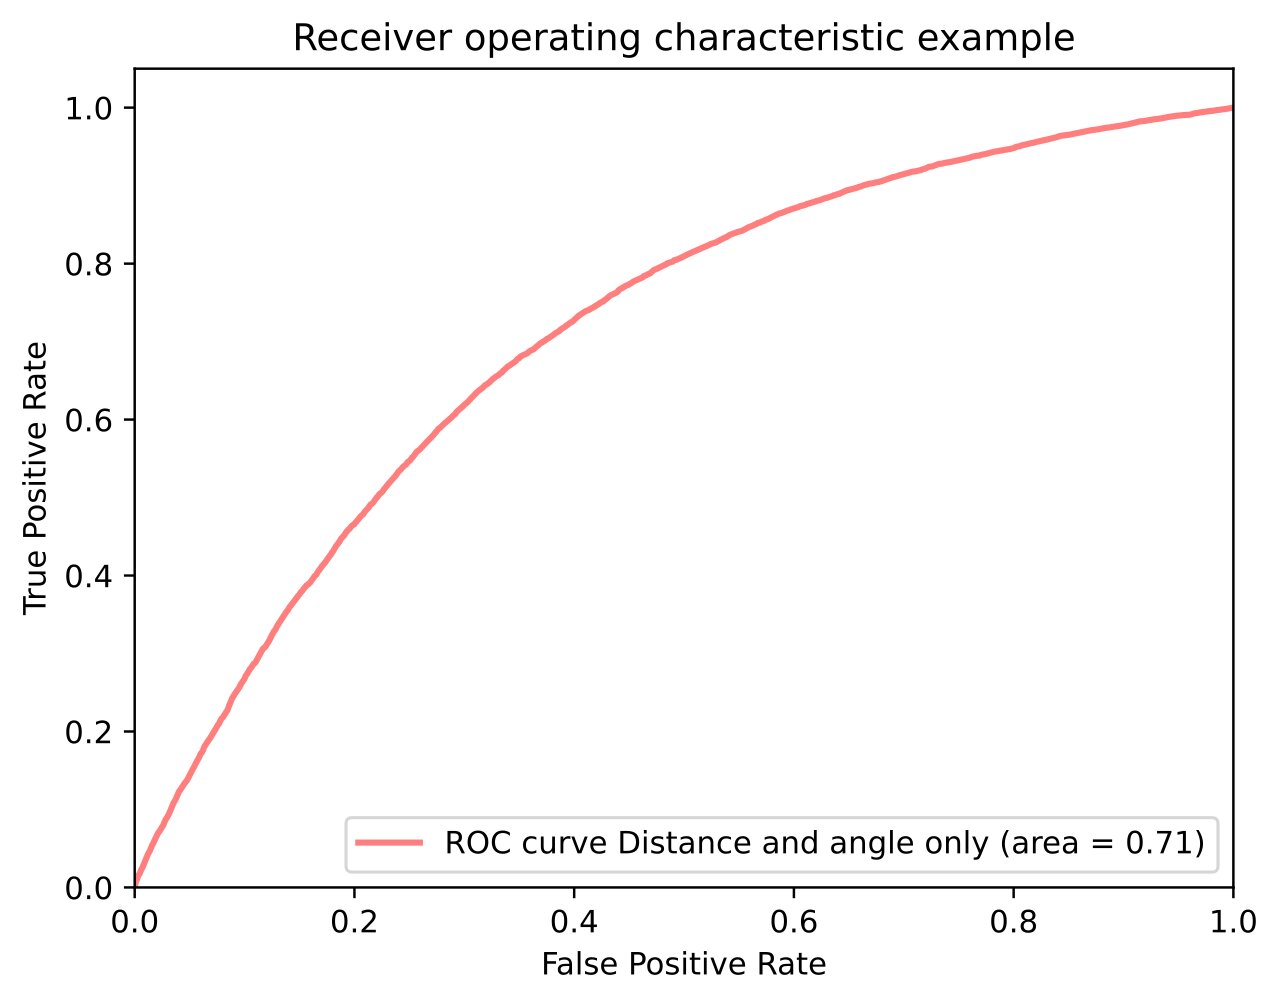 Receiver operating characteristic example
1.0
0.8
0.6
0.4
0.2
0.0
True Positive Rate
ROC curve Distance and angle only (area = 0.71)
0.0 0.2 0.4 0.6 0.8 1.0
False Positive Rate